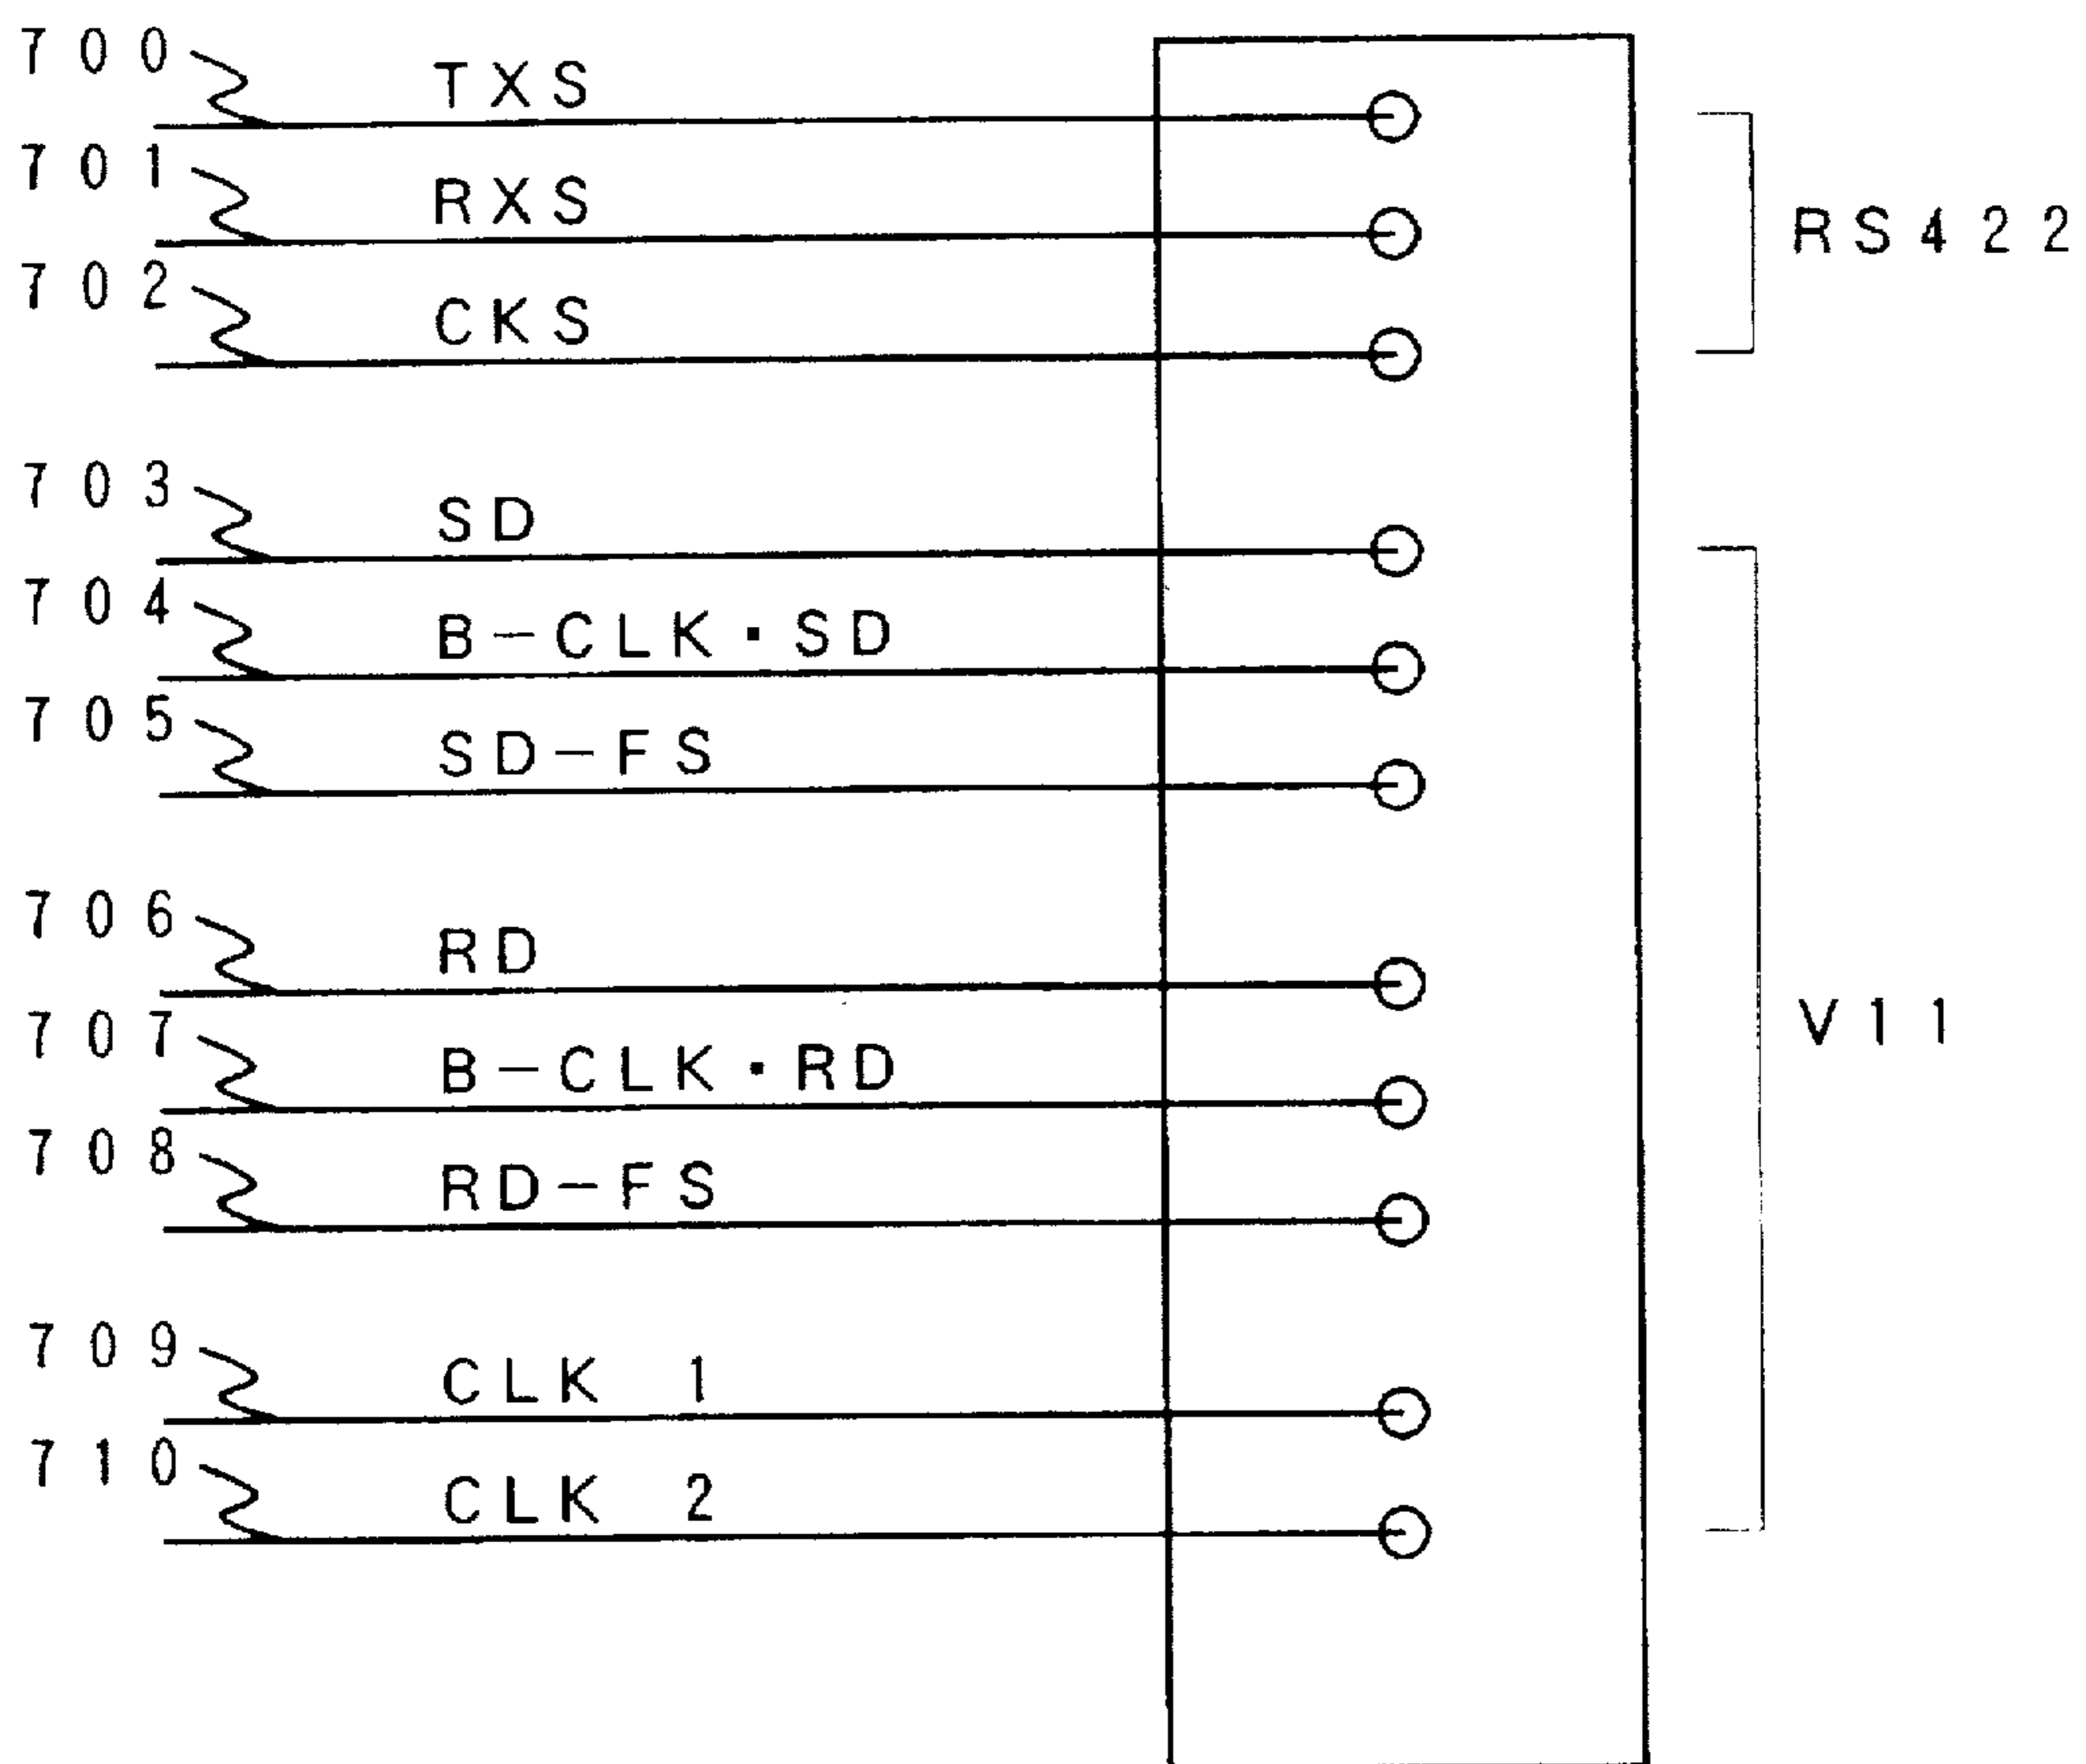 700
TXS
701
RXS
RS422
702
CKS
703
SD
704
B-CLK・SD
705
SD-FS
706
RD
707
B-CLK・RD
V11
708
RD-FS
709
CLK 1
710
CLK 2